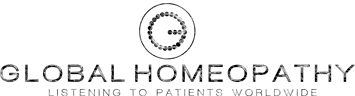 GLOBAL HOMEOPATHY
LISTENING TO PATIENTS WORLDWIDE